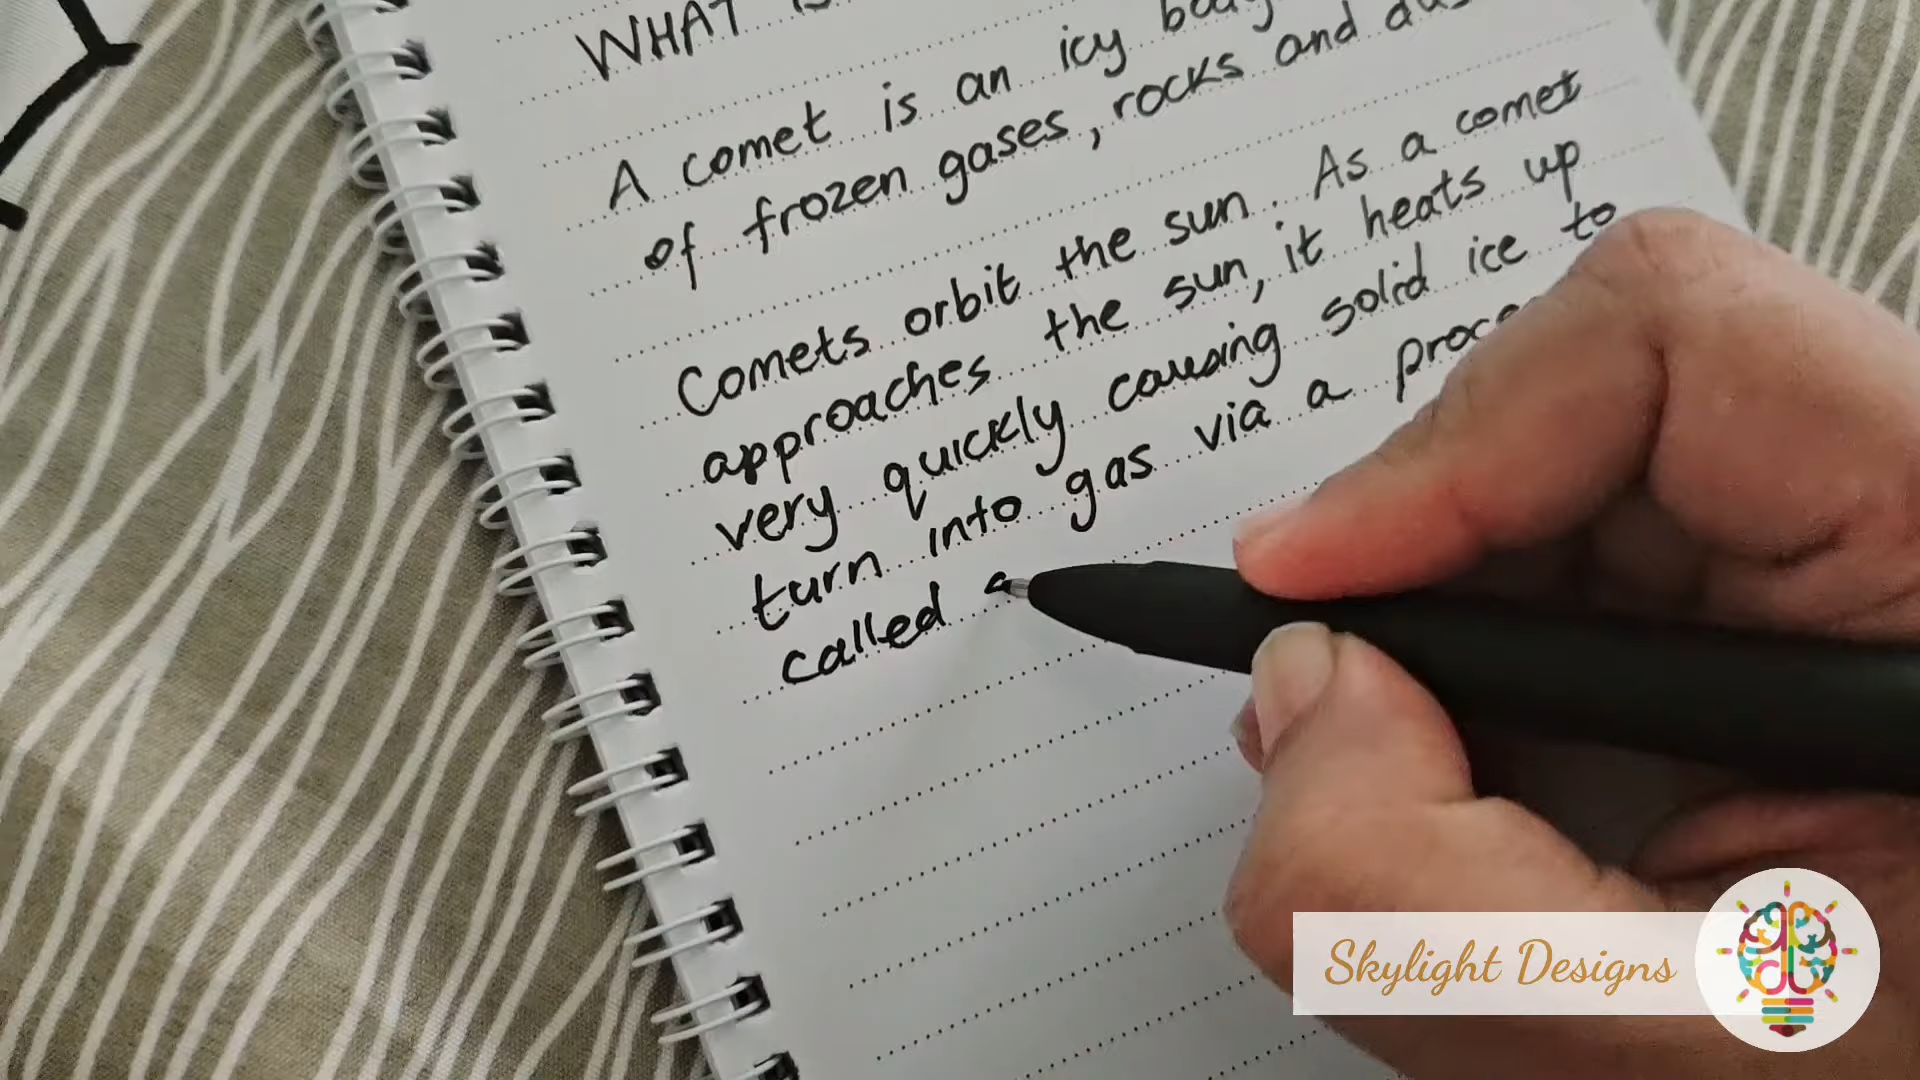 WHAT
A comet is an icy body
of frozen gases, rocks and
Comets orbit the sun. As a comet
approaches the sun, it heats up
very quickly causing solid ice to
turn into gas via a
called
Skylight Designs